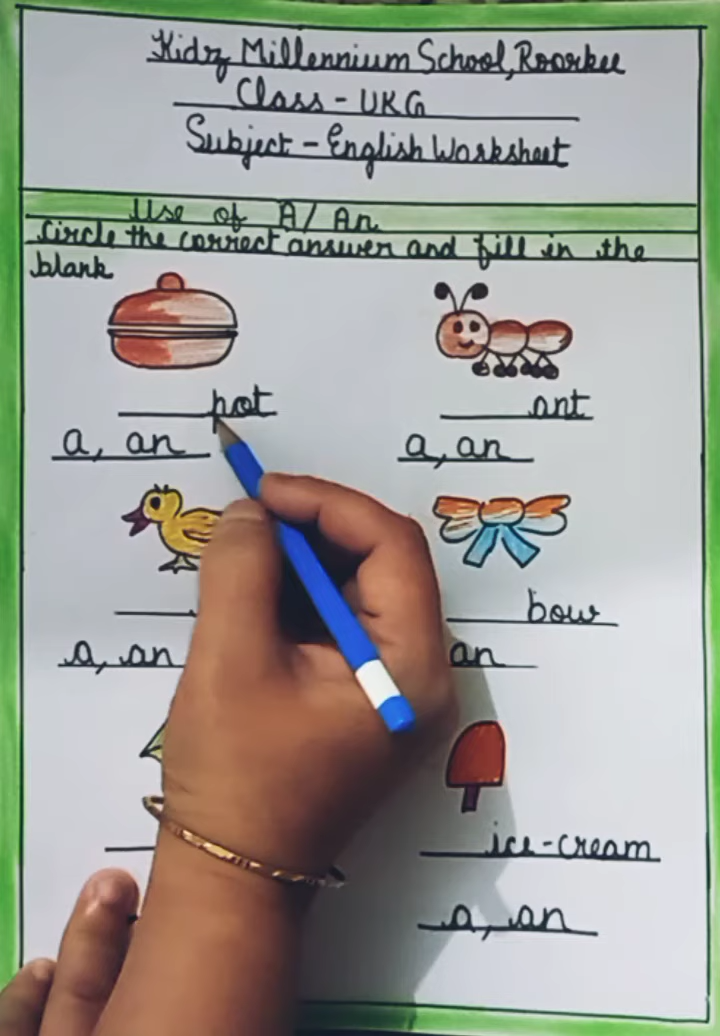 Kidz Millennium School, Roorkee
Class - UKG
Subject - English Worksheet
Use of A/ An
Circle the correct answer and fill in the
blank
pot ant
a, an a, an
bow
a, an an
ice-cream
a, an